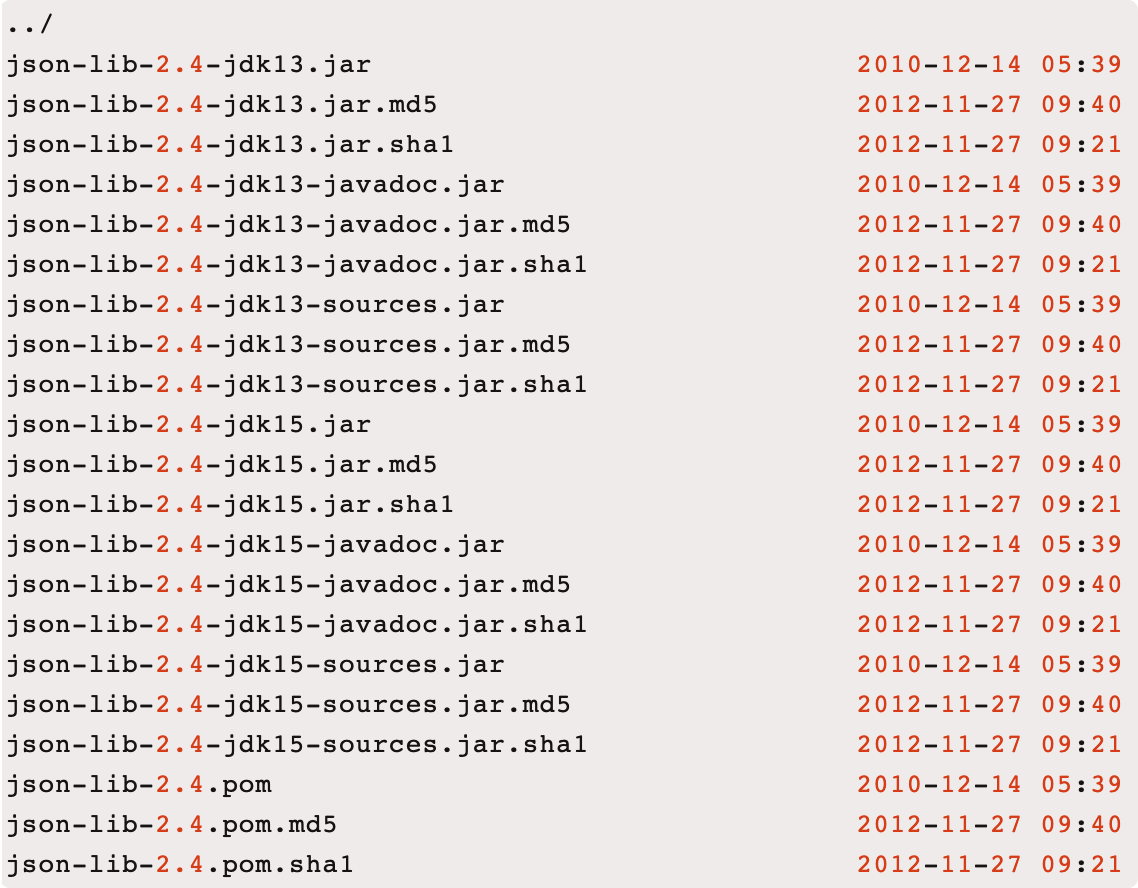 ../
json-lib-2.4-jdk13.jar 2010-12-14 05:39
json-lib-2.4-jdk13.jar.md5 2012-11-27 09:40
json-lib-2.4-jdk13.jar.sha1 2012-11-27 09:21
json-lib-2.4-jdk13-javadoc.jar 2010-12-14 05:39
json-lib-2.4-jdk13-javadoc.jar.md5 2012-11-27 09:40
json-lib-2.4-jdk13-javadoc.jar.sha1 2012-11-27 09:21
json-lib-2.4-jdk13-sources.jar 2010-12-14 05:39
json-lib-2.4-jdk13-sources.jar.md5 2012-11-27 09:40
json-lib-2.4-jdk13-sources.jar.sha1 2012-11-27 09:21
json-lib-2.4-jdk15.jar 2010-12-14 05:39
json-lib-2.4-jdk15.jar.md5 2012-11-27 09:40
json-lib-2.4-jdk15.jar.sha1 2012-11-27 09:21
json-lib-2.4-jdk15-javadoc.jar 2010-12-14 05:39
json-lib-2.4-jdk15-javadoc.jar.md5 2012-11-27 09:40
json-lib-2.4-jdk15-javadoc.jar.sha1 2012-11-27 09:21
json-lib-2.4-jdk15-sources.jar 2010-12-14 05:39
json-lib-2.4-jdk15-sources.jar.md5 2012-11-27 09:40
json-lib-2.4-jdk15-sources.jar.sha1 2012-11-27 09:21
json-lib-2.4.pom 2010-12-14 05:39
json-lib-2.4.pom.md5 2012-11-27 09:40
json-lib-2.4.pom.sha1 2012-11-27 09:21